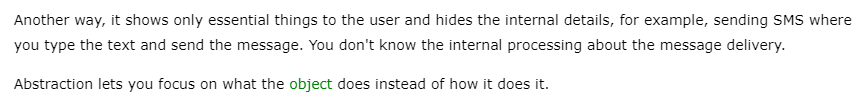 Another way, it shows only essential things to the user and hides the internal details, for example, sending SMS where
you type the text and send the message. You don't know the internal processing about the message delivery.
Abstraction lets you focus on what the object does instead of how it does it.